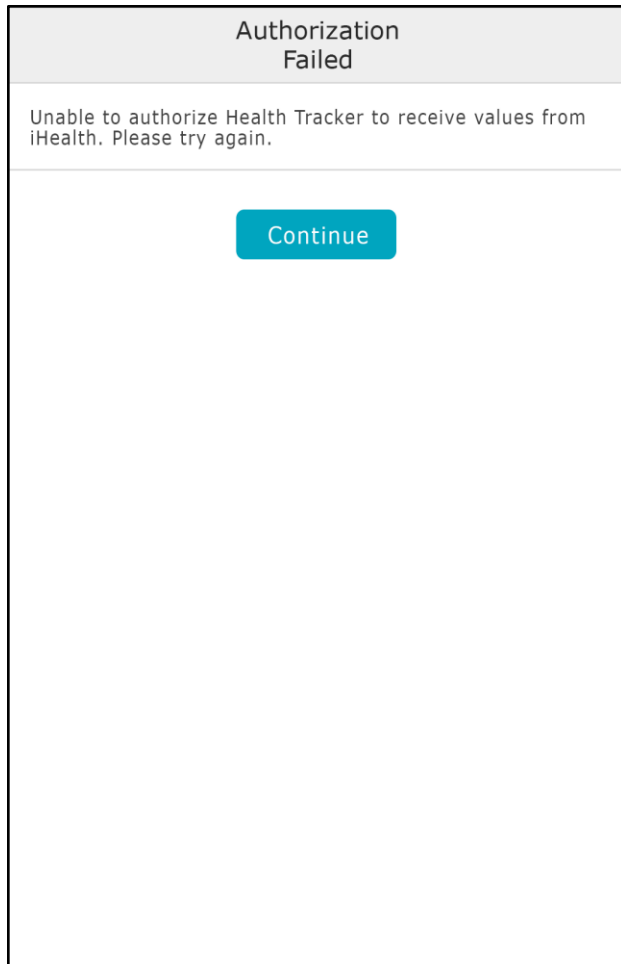 Authorization
Failed
Unable to authorize Health Tracker to receive values from
iHealth. Please try again.
Continue